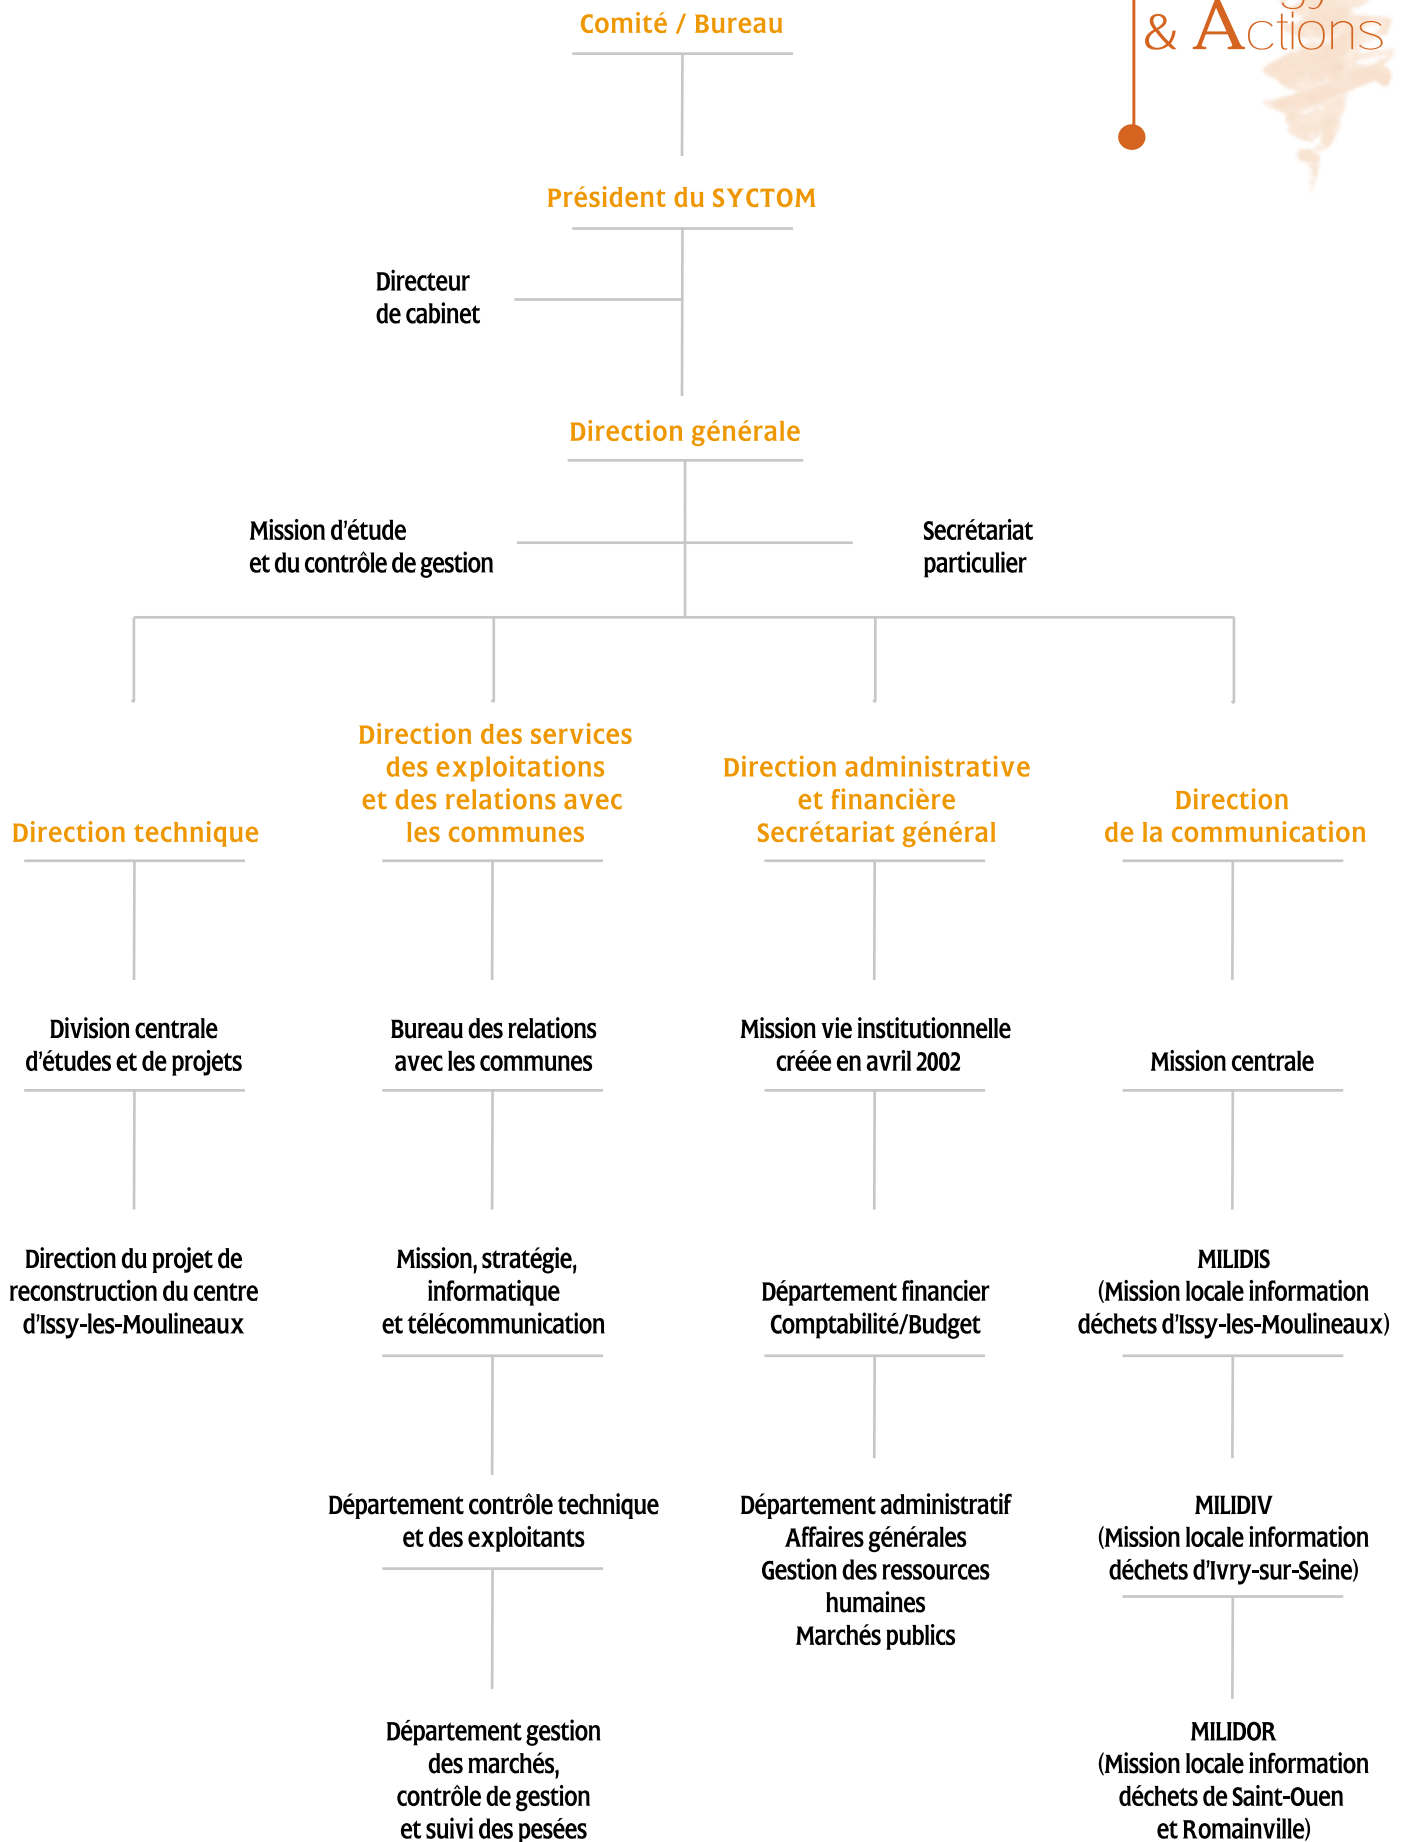 Comité / Bureau
& Actions
Président du SYCTOM
Directeur
de cabinet
Direction générale
Mission d'étude
et du contrôle de gestion
Secrétariat
particulier
Direction technique
Direction des services
des exploitations
et des relations avec
les communes
Direction administrative
et financière
Secrétariat général
Direction
de la communication
Division centrale
d'études et de projets
Bureau des relations
avec les communes
Mission vie institutionnelle
créée en avril 2002
Mission centrale
Direction du projet de
reconstruction du centre
d'Issy-les-Moulineaux
Mission, stratégie,
informatique
et télécommunication
Département financier
Comptabilité/Budget
MILIDIS
(Mission locale information
déchets d'Issy-les-Moulineaux)
Département contrôle technique
et des exploitants
Département administratif
Affaires générales
Gestion des ressources
humaines
Marchés publics
MILIDIV
(Mission locale information
déchets d'Ivry-sur-Seine)
Département gestion
des marchés,
contrôle de gestion
et suivi des pesées
MILIDOR
(Mission locale information
déchets de Saint-Ouen
et Romainville)